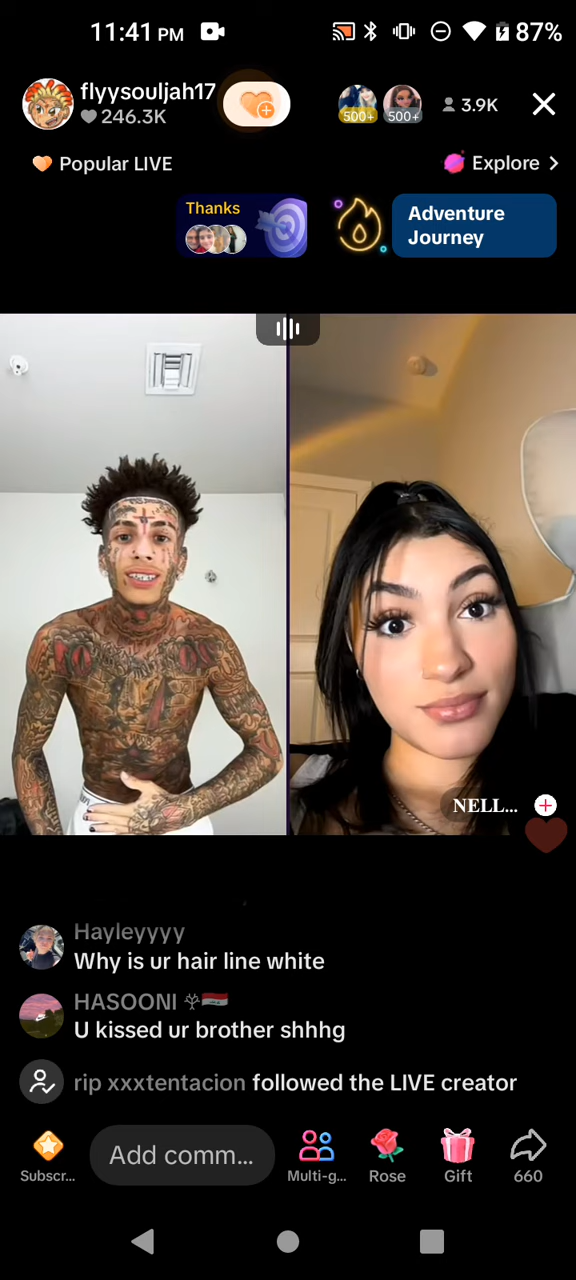 11:41 PM
87%
flyysouljah17
246.3K
500+
500+
3.9K
Popular LIVE
Explore >
Thanks
Adventure
Journey
NELL...
Hayleyyyy
Why is ur hair line white
HASOONI
U kissed ur brother shhhg
rip xxxtentacion followed the LIVE creator
Add comm...
Subscr...
Multi-g...
Rose
Gift
660